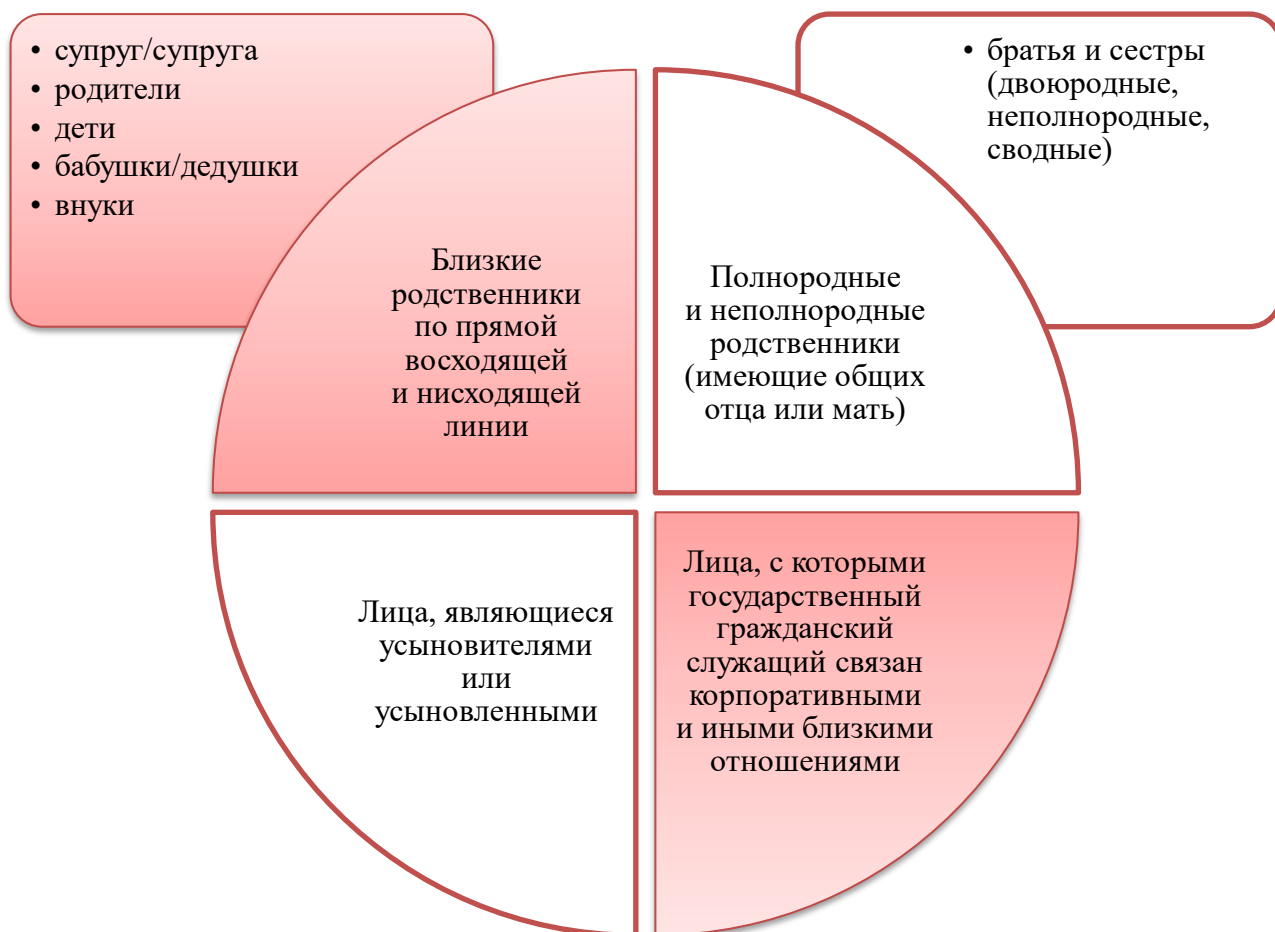 • супруг/супруга
• родители
• дети
• бабушки/дедушки
• внуки
• братья и сестры
(двоюродные,
неполнородные,
сводные)
Близкие
родственники
по прямой
восходящей
и нисходящей
линии
Полнородные
и неполнородные
родственники
(имеющие общих
отца или мать)
Лица, являющиеся
усыновителями
или
усыновленными
Лица, с которыми
государственный
гражданский
служащий связан
корпоративными
и иными близкими
отношениями